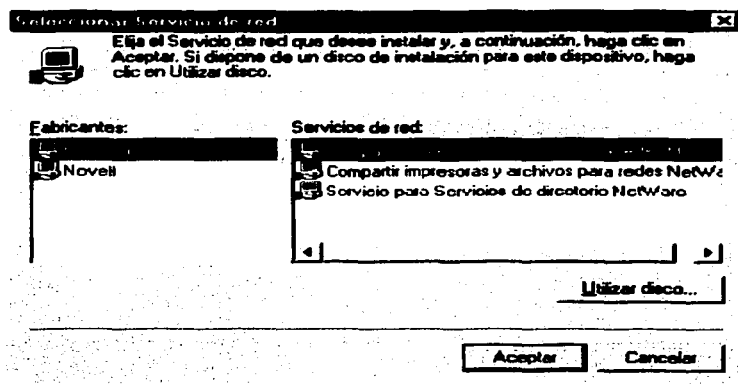 Seleccionar Servicio de red
Elija el Servicio de red que desee instalar y, a continuación, haga clic en
Aceptar. Si dispone de un disco de instalación para este dispositivo, haga
clic en Utilizar disco.
Fabricantes:
Servicios de red:
Novell
Compartir impresoras y archivos para redes NetWa
Servicio para Servicios de directorio NetWare
Utilizar disco...
Aceptar
Cancelar